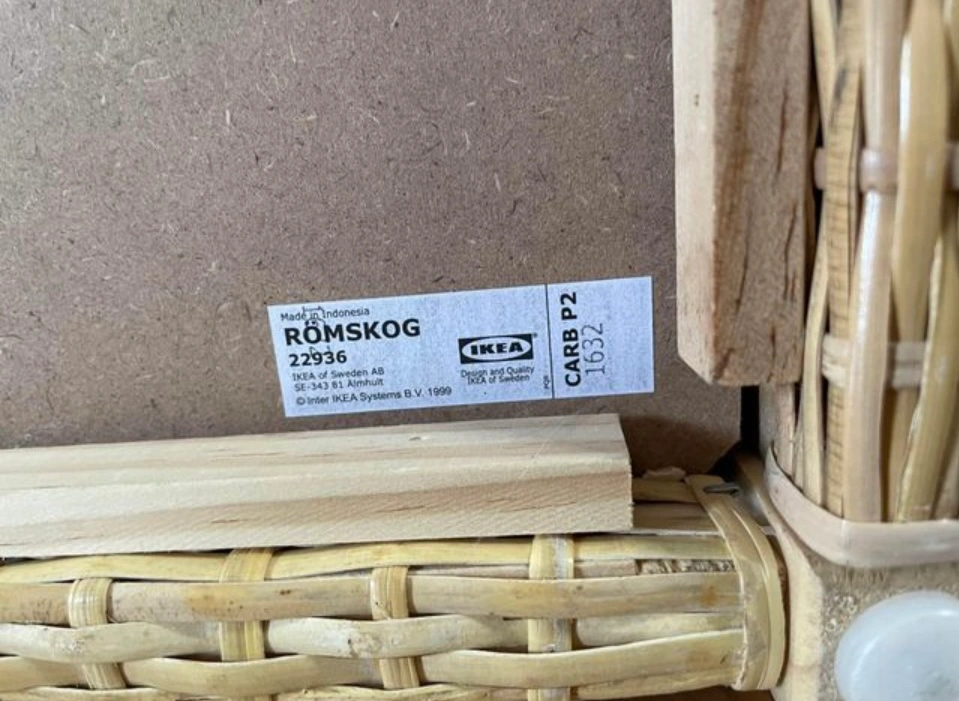 Made in Indonesia
RÖMSKOG
22936
IKEA of Sweden AB
SE-343 81 Älmhult
© Inter IKEA Systems B.V. 1999
IKEA®
Design and Quality
IKEA of Sweden
CARB P2
1632